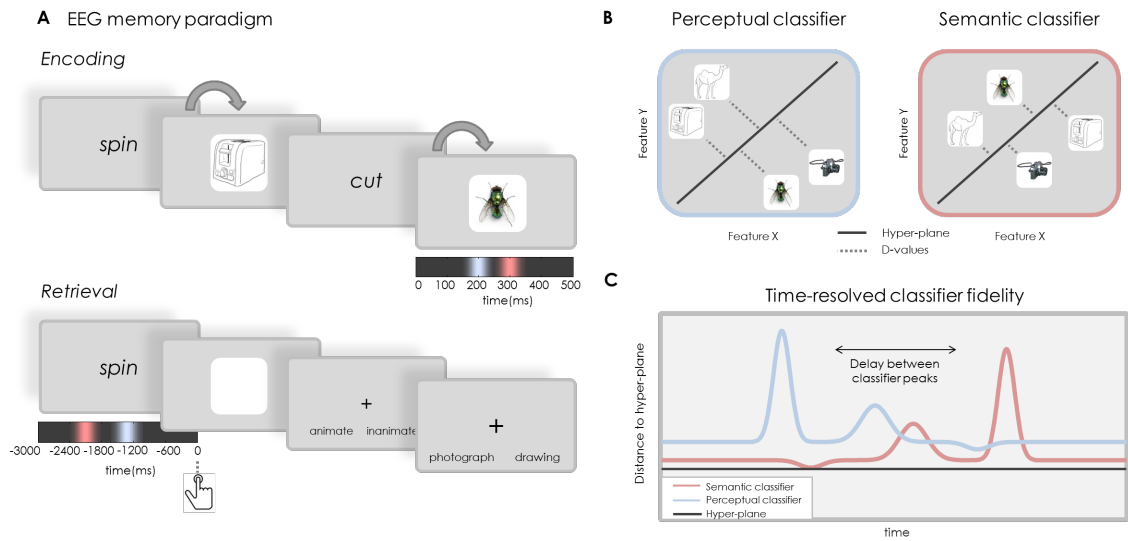 A EEG memory paradigm
Encoding
spin
cut
0 100 200 300 400 500
time(ms)
Retrieval
spin
+
animate inanimate
+
photograph drawing
-3000 -2400 -1800 -1200 -600 0
time(ms)
B
Perceptual classifier Semantic classifier
Feature Y
Feature X
Feature Y
Feature X
Hyper-plane
D-values
C
Time-resolved classifier fidelity
Distance to hyper-plane
Delay between
classifier peaks
Semantic classifier
Perceptual classifier
Hyper-plane
time